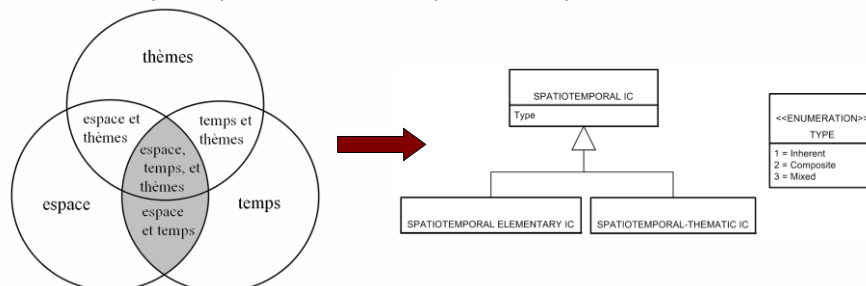 thèmes
espace et
thèmes
temps et
thèmes
espace,
temps, et
thèmes
espace
temps
espace
et temps
SPATIOTEMPORAL IC
Type
SPATIOTEMPORAL ELEMENTARY IC
SPATIOTEMPORAL-THEMATIC IC
<<ENUMERATION>>
TYPE
1 = Inherent
2 = Composite
3 = Mixed